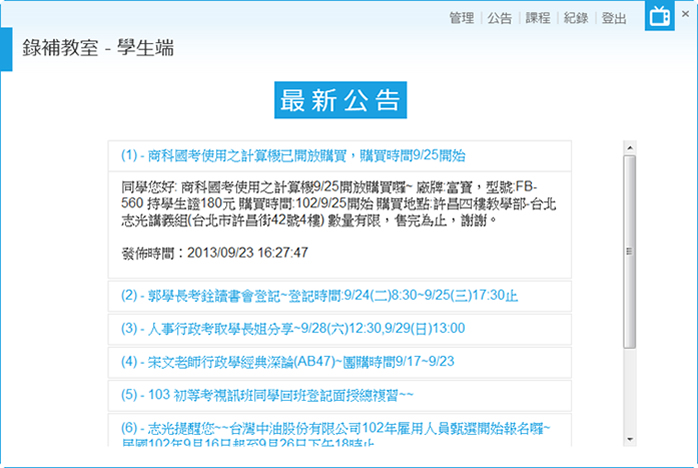 管理 公告 課程 紀錄 登出
錄補教室 - 學生端
最新公告
(1) - 商科國考使用之計算機已開放購買，購買時間9/25開始
同學您好: 商科國考使用之計算機9/25開放購買囉~ 廠牌:富寶，型號:FB-
560 持學生證180元 購買時間:102/9/25開始 購買地點:許昌四樓教學部-台北
志光講義組(台北市許昌街42號4樓) 數量有限，售完為止，謝謝。
發佈時間：2013/09/23 16:27:47
(2) - 郭學長考銓讀書會登記~登記時間:9/24(二)8:30~9/25(三)17:30止
(3) - 人事行政考取學長姐分享~9/28(六)12:30,9/29(日)13:00
(4) - 宋文老師行政學經典深論(AB47)~團購時間9/17~9/23
(5) - 103 初等考視訊班同學回班登記面授總複習~~
(6) - 志光提醒您~~台灣中油股份有限公司102年雇用人員甄選開始報名囉~
民國102年9月16日起至9月26日下午18時止